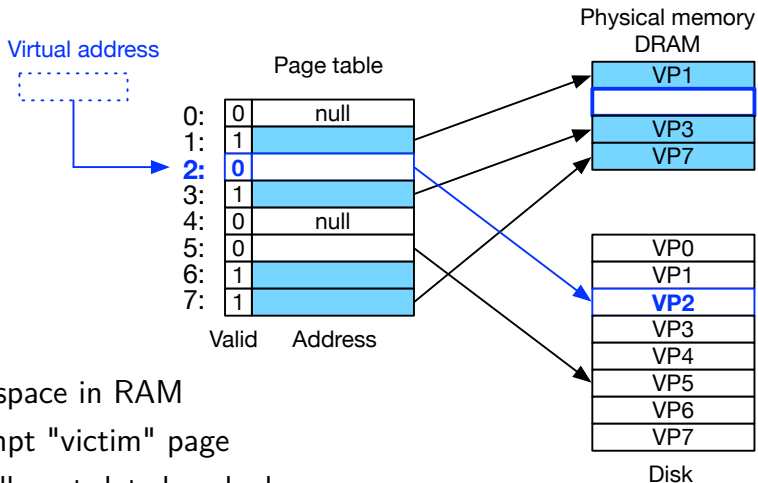 Virtual address
Page table
Physical memory
DRAM
0: 0 null
1: 1
2: 0
3: 1
4: 0 null
5: 0
6: 1
7: 1
Valid Address
VP1
VP3
VP7
VP0
VP1
VP2
VP3
VP4
VP5
VP6
VP7
Disk
space in RAM
"victim" page